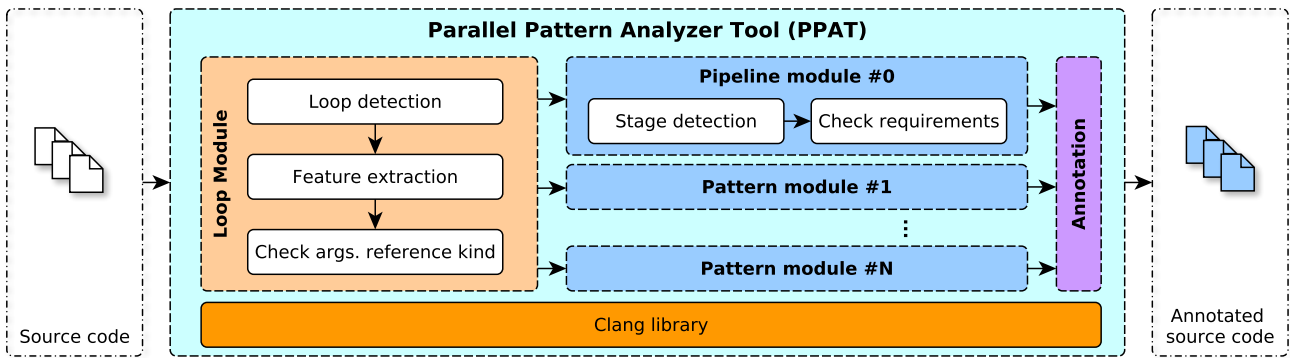 Parallel Pattern Analyzer Tool (PPAT)
Source code
Loop Module
Loop detection
Feature extraction
Check args. reference kind
Pipeline module #0
Stage detection
Check requirements
Pattern module #1
⋮
Pattern module #N
Annotation
Clang library
Annotated
source code